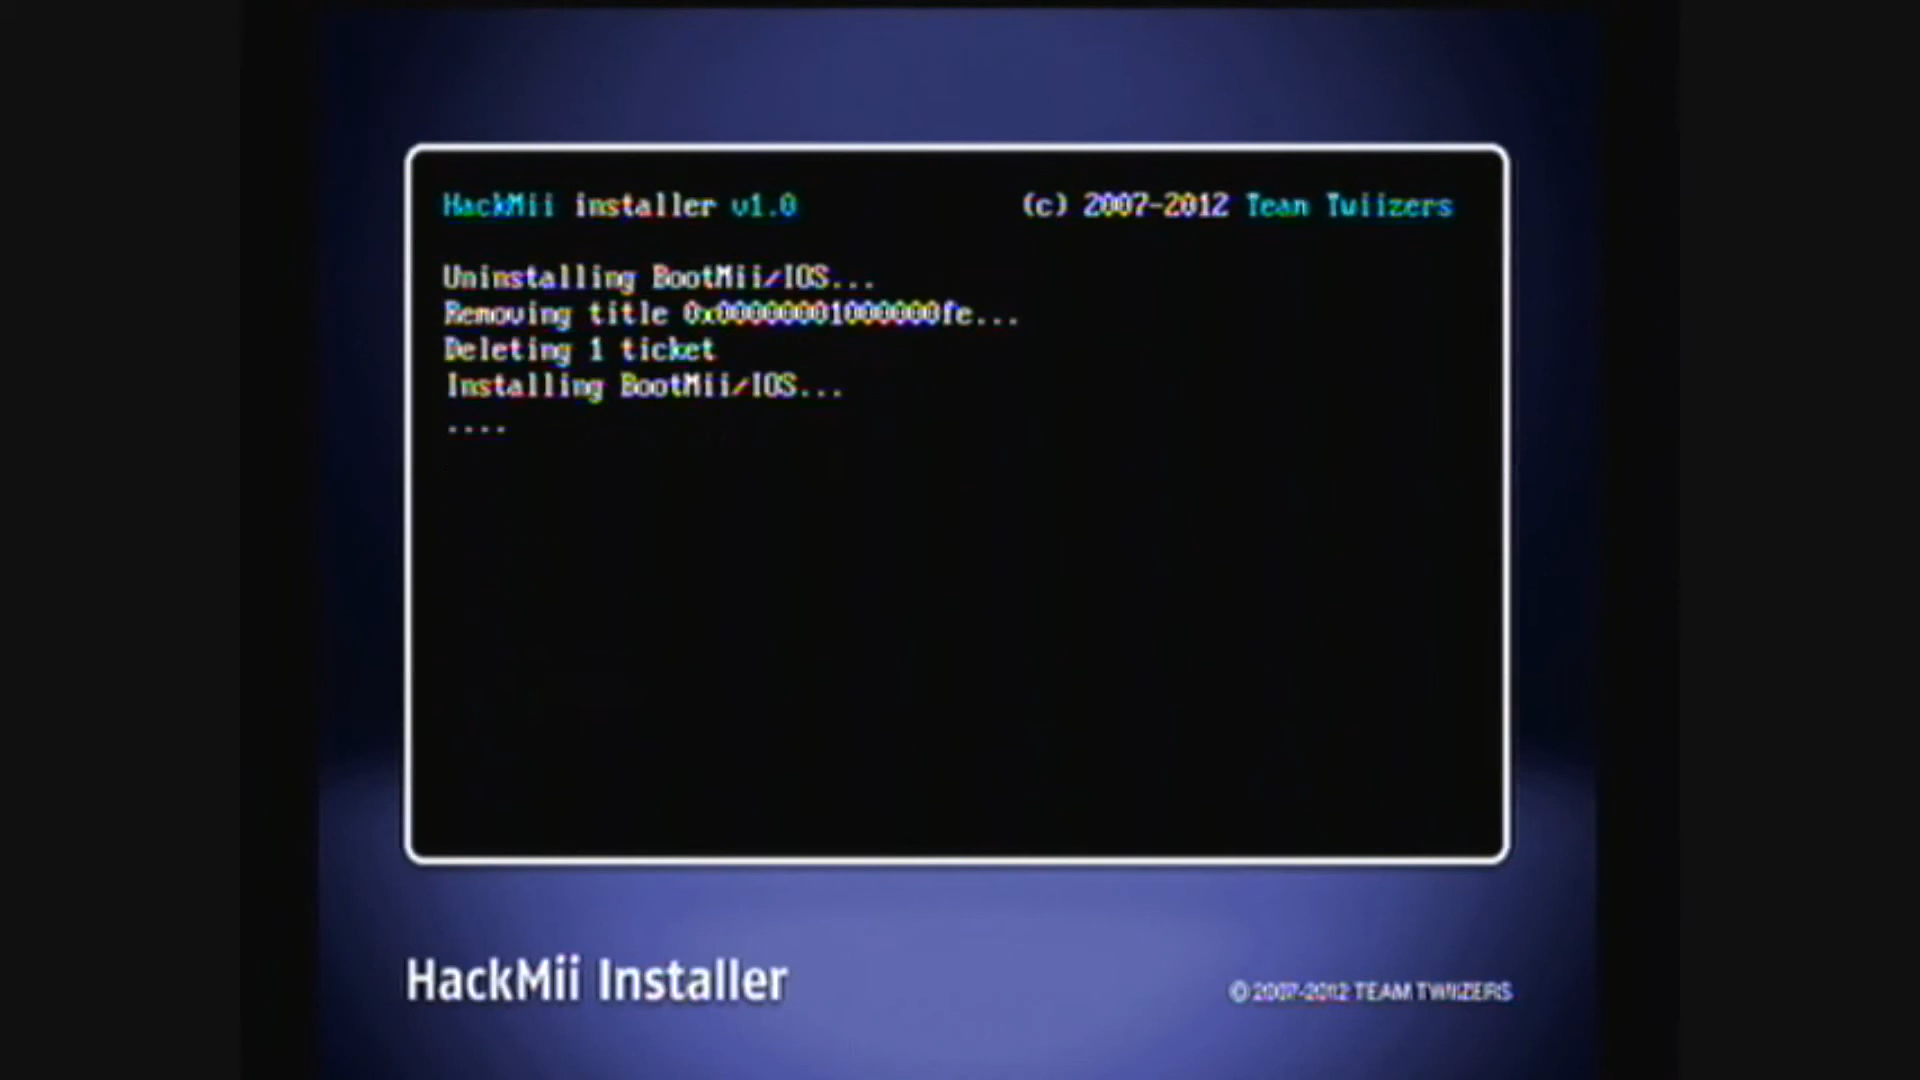 HackMii installer v1.0 (c) 2007-2012 Team Twiizers
Uninstalling BootMii/IOS...
Removing title 0x00000001000000fe...
Deleting 1 ticket
Installing BootMii/IOS...
....
HackMii Installer
© 2007-2012 TEAM TWIIZERS